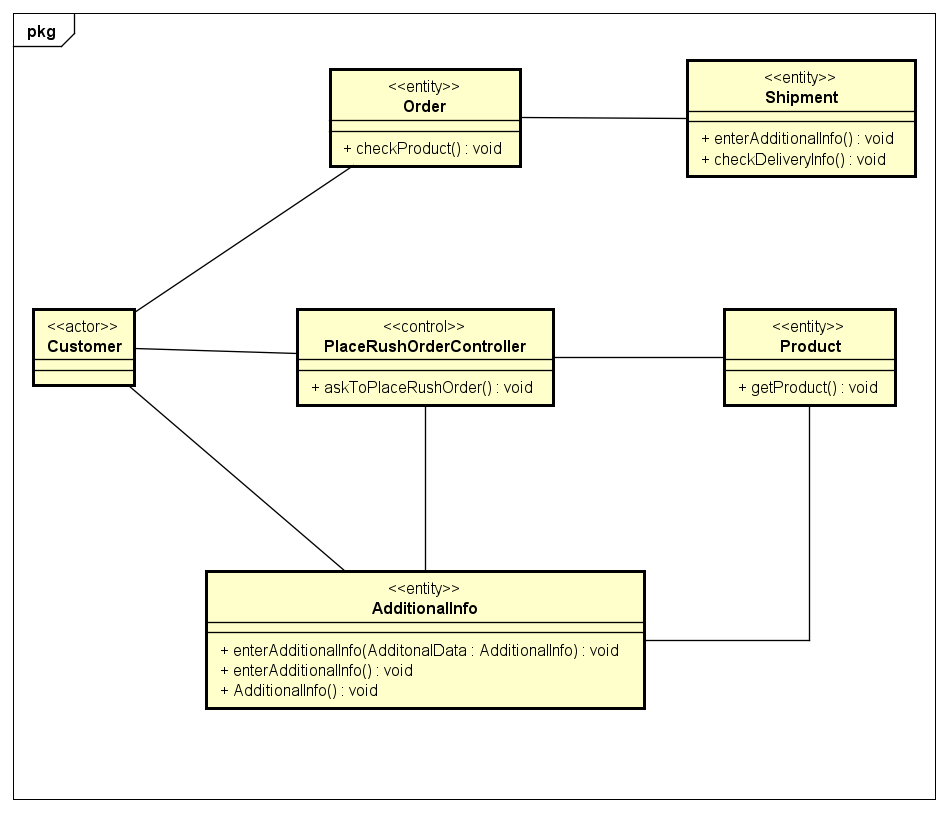 pkg
<<entity>>
Order
+ checkProduct() : void
<<entity>>
Shipment
+ enterAdditionalInfo() : void
+ checkDeliveryInfo() : void
<<actor>>
Customer
<<control>>
PlaceRushOrderController
+ askToPlaceRushOrder() : void
<<entity>>
Product
+ getProduct() : void
<<entity>>
AdditionalInfo
+ enterAdditionalInfo(AdditonalData : AdditionalInfo) : void
+ enterAdditionalInfo() : void
+ AdditionalInfo() : void